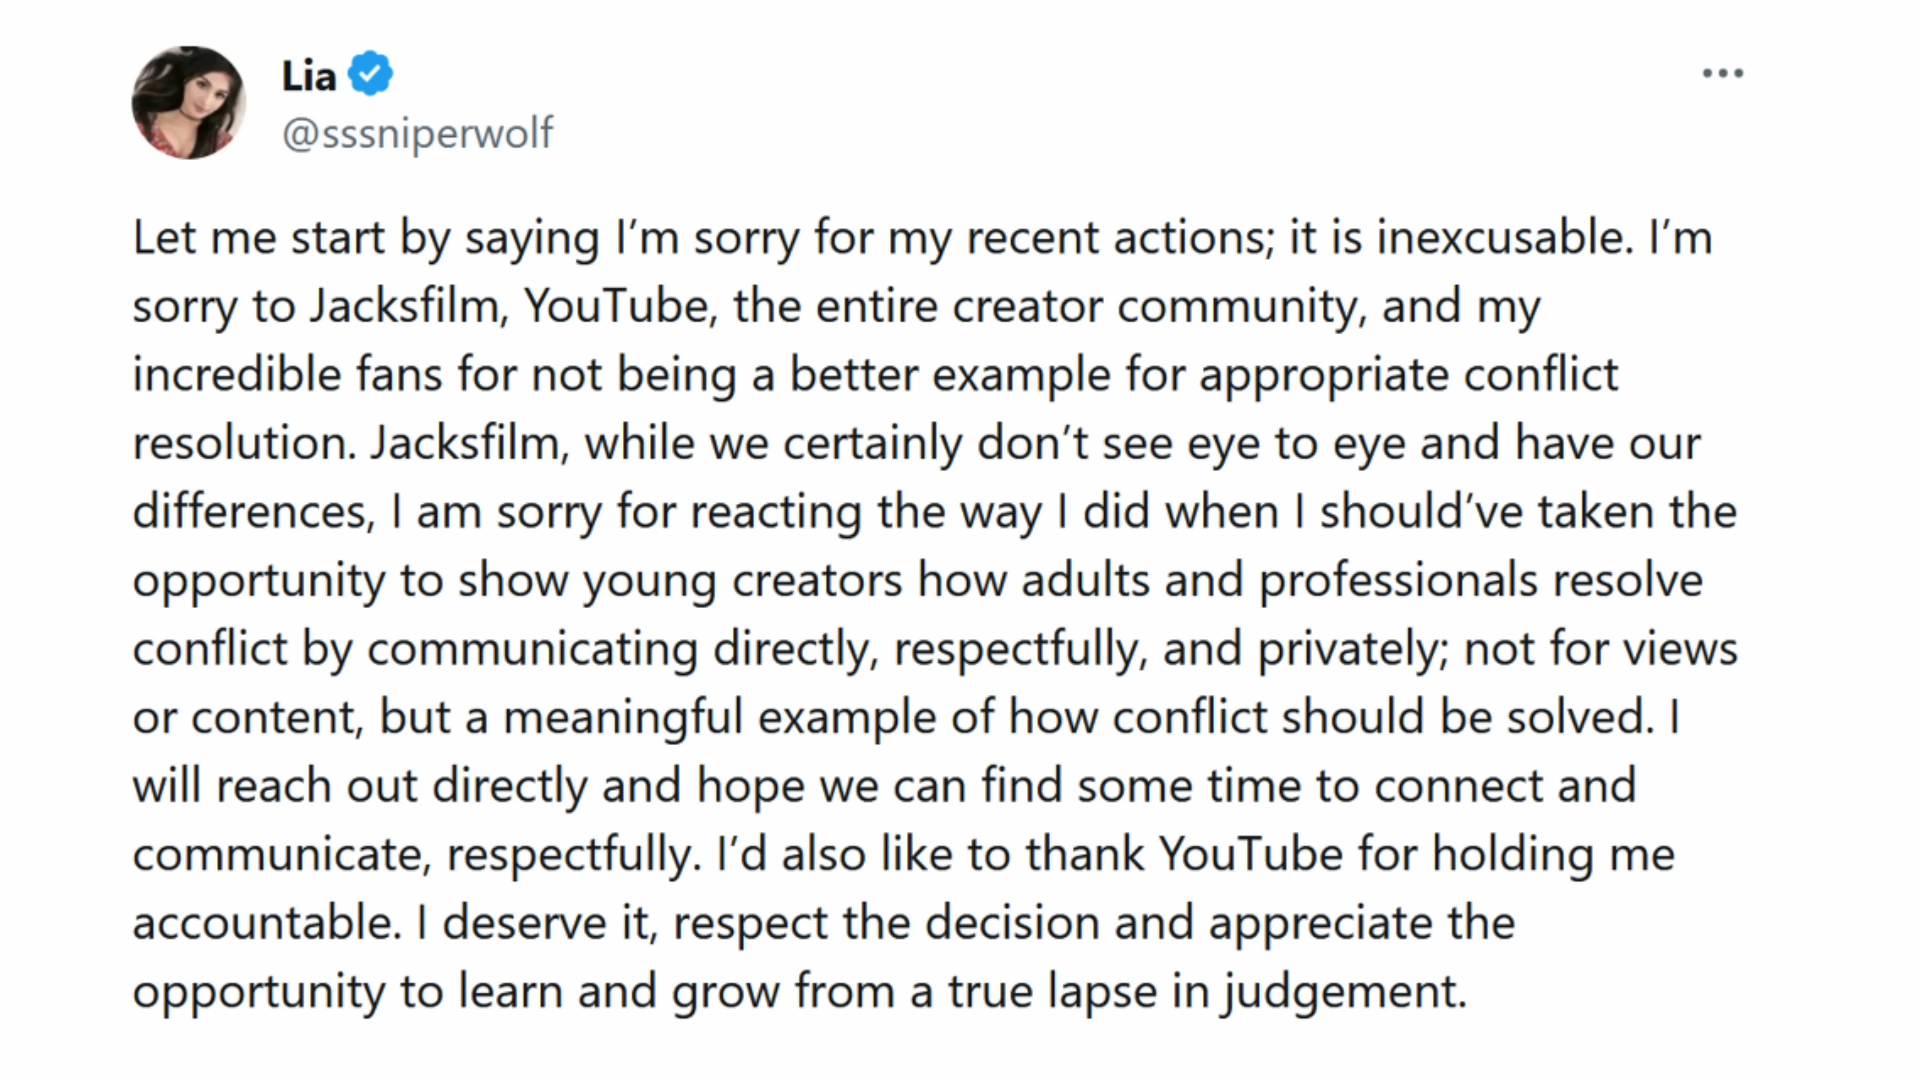 Lia
@sssniperwolf
Let me start by saying I’m sorry for my recent actions; it is inexcusable. I’m
sorry to Jacksfilm, YouTube, the entire creator community, and my
incredible fans for not being a better example for appropriate conflict
resolution. Jacksfilm, while we certainly don’t see eye to eye and have our
differences, I am sorry for reacting the way I did when I should’ve taken the
opportunity to show young creators how adults and professionals resolve
conflict by communicating directly, respectfully, and privately; not for views
or content, but a meaningful example of how conflict should be solved. I
will reach out directly and hope we can find some time to connect and
communicate, respectfully. I’d also like to thank YouTube for holding me
accountable. I deserve it, respect the decision and appreciate the
opportunity to learn and grow from a true lapse in judgement.